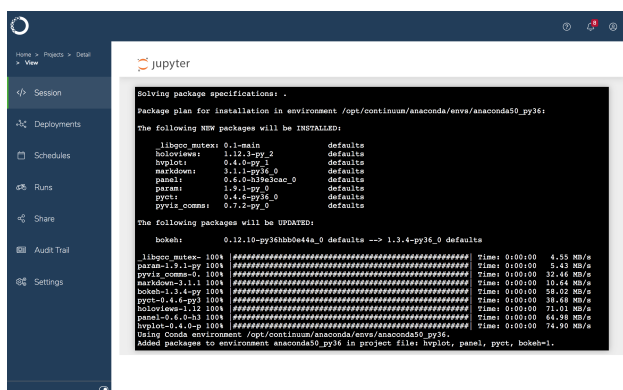 8
Home > Projects > Detail
> View
jupyter
Session
Deployments
Schedules
Runs
Share
Audit Trail
Settings
Solving package specifications: .
Package plan for installation in environment /opt/continuum/anaconda/envs/anaconda50_py36:
The following NEW packages will be INSTALLED:
_libgcc_mutex: 0.1-main defaults
holoviews: 1.12.3-py_2 defaults
hvplot: 0.4.0-py_1 defaults
markdown: 3.1.1-py36_0 defaults
panel: 0.6.0-h39e3cac_0 defaults
param: 1.9.1-py_0 defaults
pyct: 0.4.6-py36_0 defaults
pyviz_comms: 0.7.2-py_0 defaults
The following packages will be UPDATED:
bokeh: 0.12.10-py36hbb0e44a_0 defaults --> 1.3.4-py36_0 defaults
_libgcc_mutex- 100% |################################################| Time: 0:00:00 4.55 MB/s
param-1.9.1-py 100% |################################################| Time: 0:00:00 5.43 MB/s
pyviz_comms-0. 100% |################################################| Time: 0:00:00 32.46 MB/s
markdown-3.1.1 100% |################################################| Time: 0:00:00 10.64 MB/s
bokeh-1.3.4-py 100% |################################################| Time: 0:00:00 58.02 MB/s
pyct-0.4.6-py3 100% |################################################| Time: 0:00:00 38.68 MB/s
holoviews-1.12 100% |################################################| Time: 0:00:00 71.01 MB/s
panel-0.6.0-h3 100% |################################################| Time: 0:00:00 64.98 MB/s
hvplot-0.4.0-p 100% |################################################| Time: 0:00:00 74.90 MB/s
Using Conda environment /opt/continuum/anaconda/envs/anaconda50_py36.
Added packages to environment anaconda50_py36 in project file: hvplot, panel, pyct, bokeh=1.